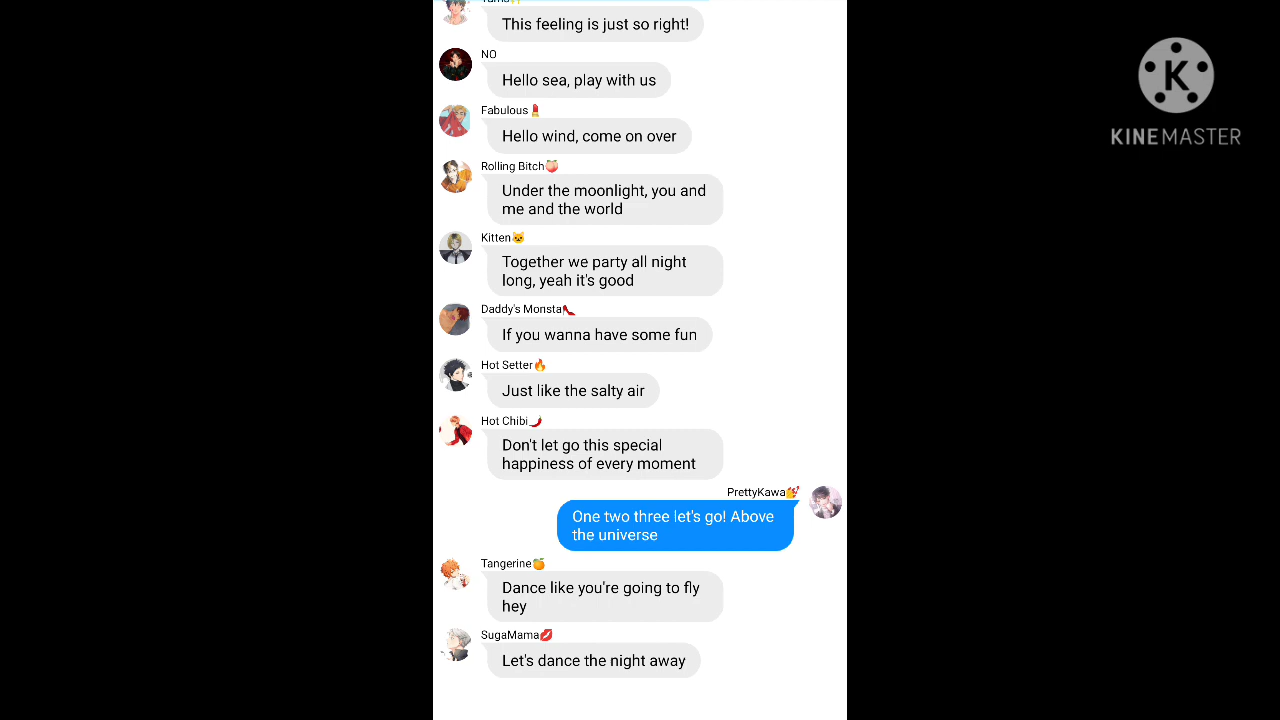 This feeling is just so right!
NO
Hello sea, play with us
Fabulous💄
Hello wind, come on over
Rolling Bitch🍑
Under the moonlight, you and
me and the world
Kitten🐱
Together we party all night
long, yeah it's good
Daddy's Monsta👠
If you wanna have some fun
Hot Setter🔥
Just like the salty air
Hot Chibi🌶️
Don't let go this special
happiness of every moment
PrettyKawa💅
One two three let's go! Above
the universe
Tangerine🍊
Dance like you're going to fly
hey
SugaMama💋
Let's dance the night away
K
KINEMASTER